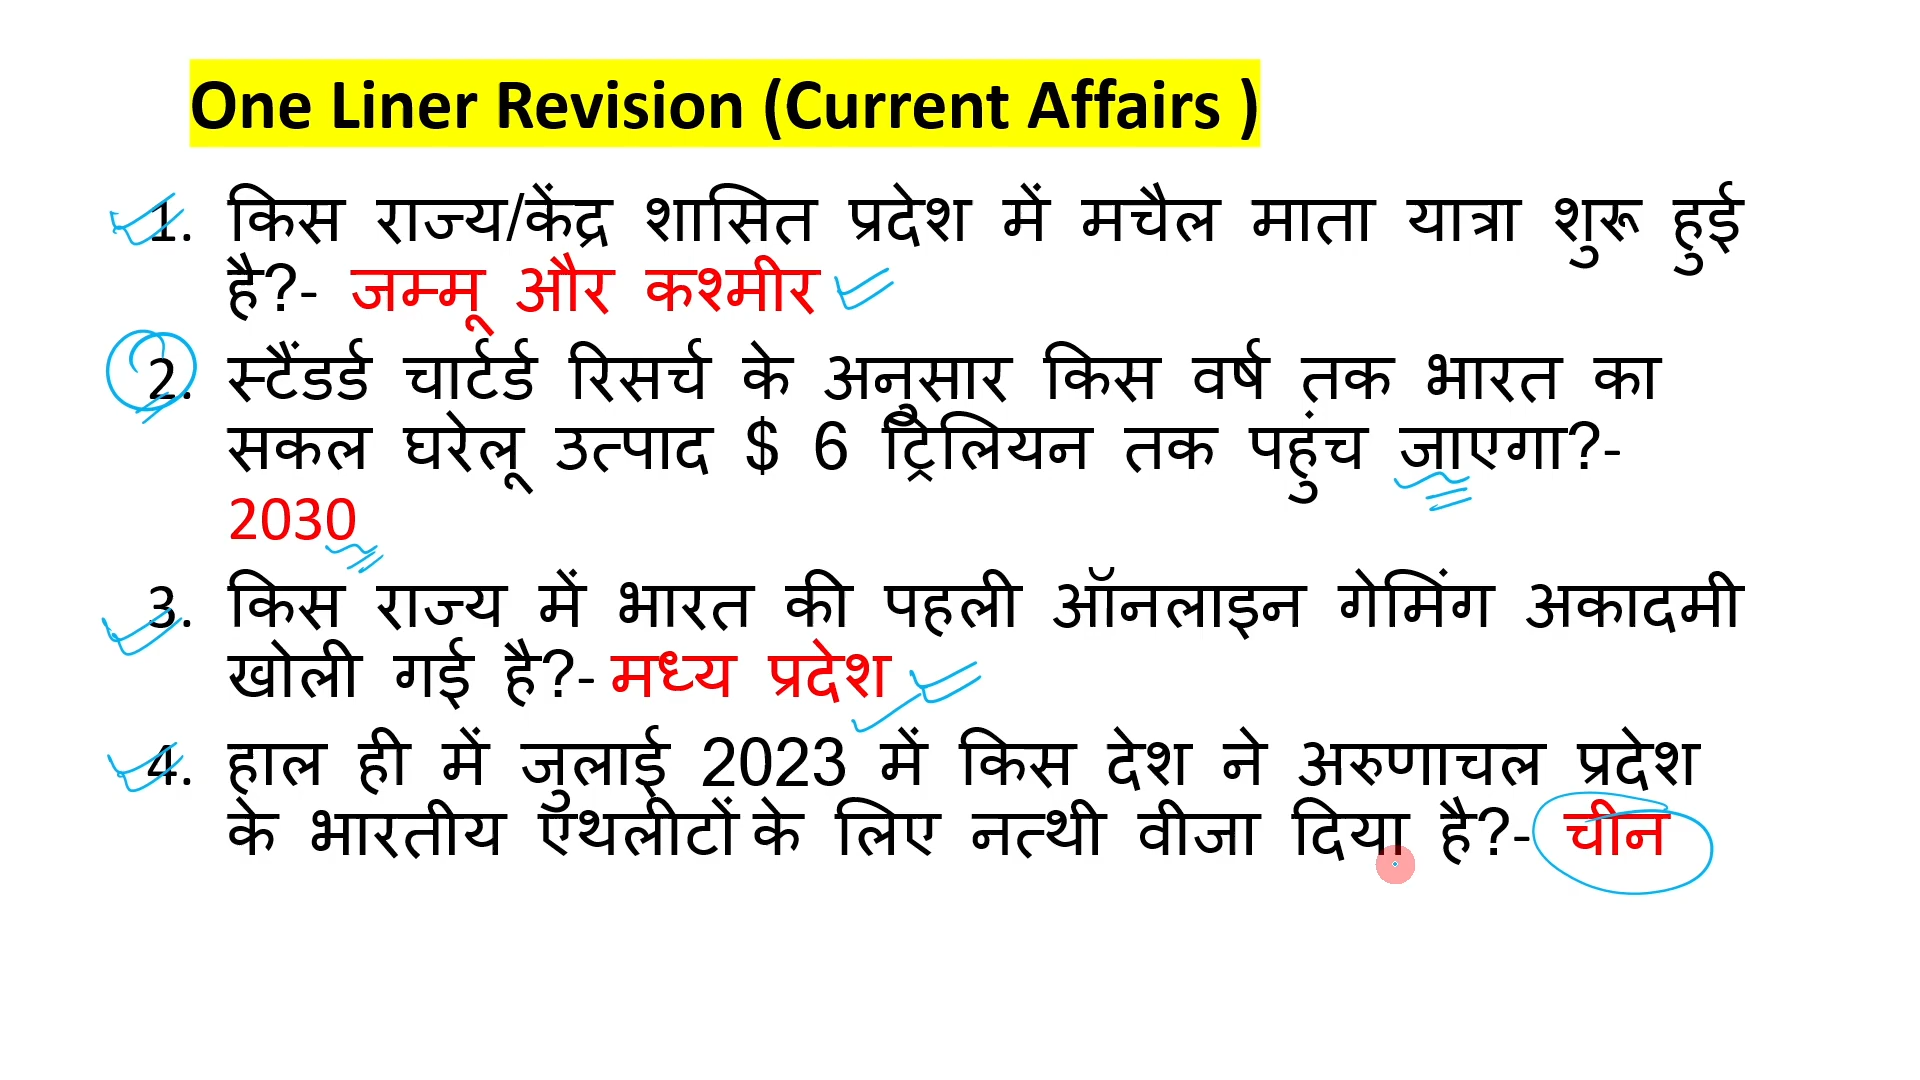 One Liner Revision (Current Affairs )
1. किस राज्य/केंद्र शासित प्रदेश में मचैल माता यात्रा शुरू हुई
है?- जम्मू और कश्मीर
2. स्टैंडर्ड चार्टर्ड रिसर्च के अनुसार किस वर्ष तक भारत का
सकल घरेलू उत्पाद $ 6 ट्रिलियन तक पहुंच जाएगा?-
2030
3. किस राज्य में भारत की पहली ऑनलाइन गेमिंग अकादमी
खोली गई है?- मध्य प्रदेश
4. हाल ही में जुलाई 2023 में किस देश ने अरुणाचल प्रदेश
के भारतीय एथलीटों के लिए नत्थी वीजा दिया है?- चीन